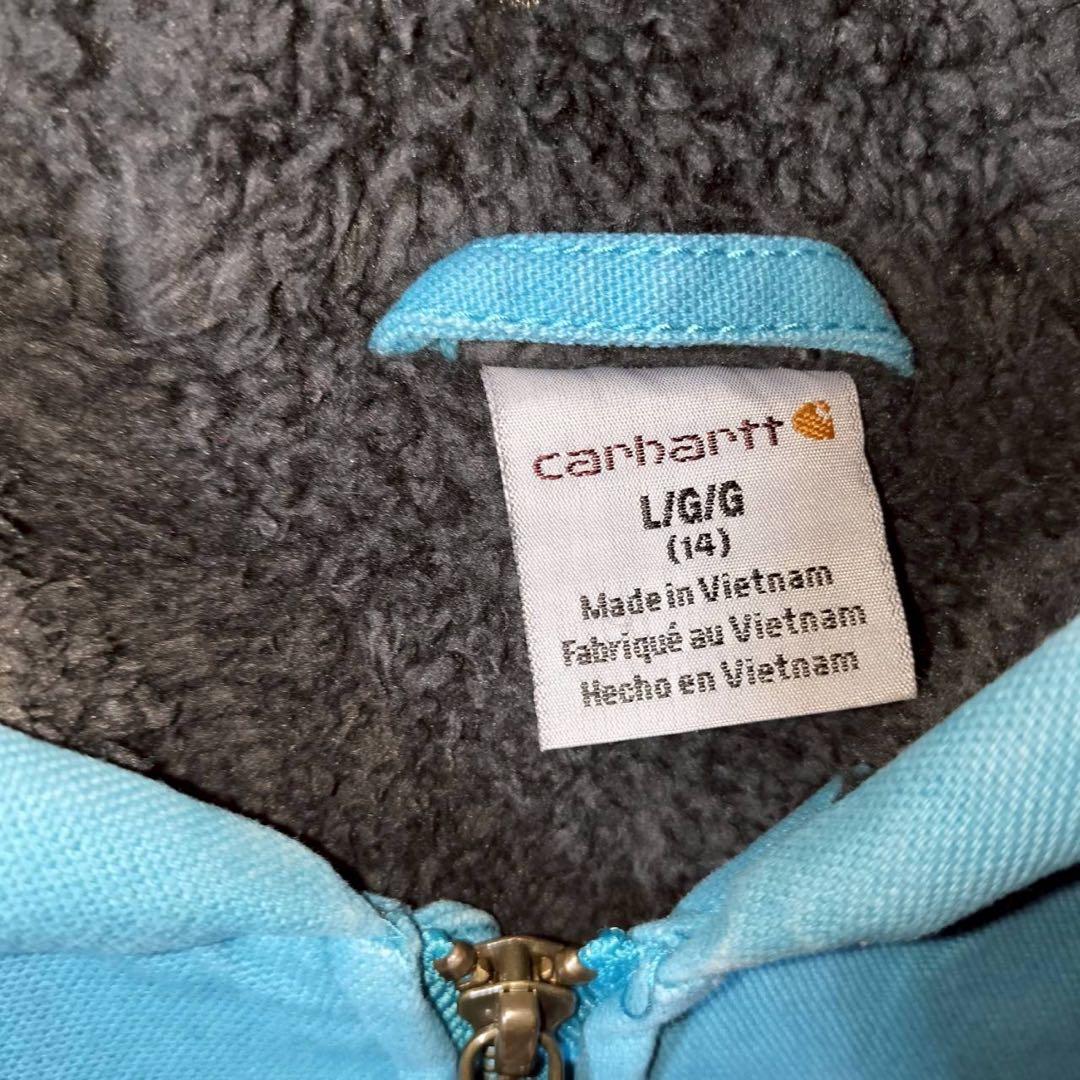 carhartt
L/G/G
(14)
Made in Vietnam
Fabriqué au Vietnam
Hecho en Vietnam